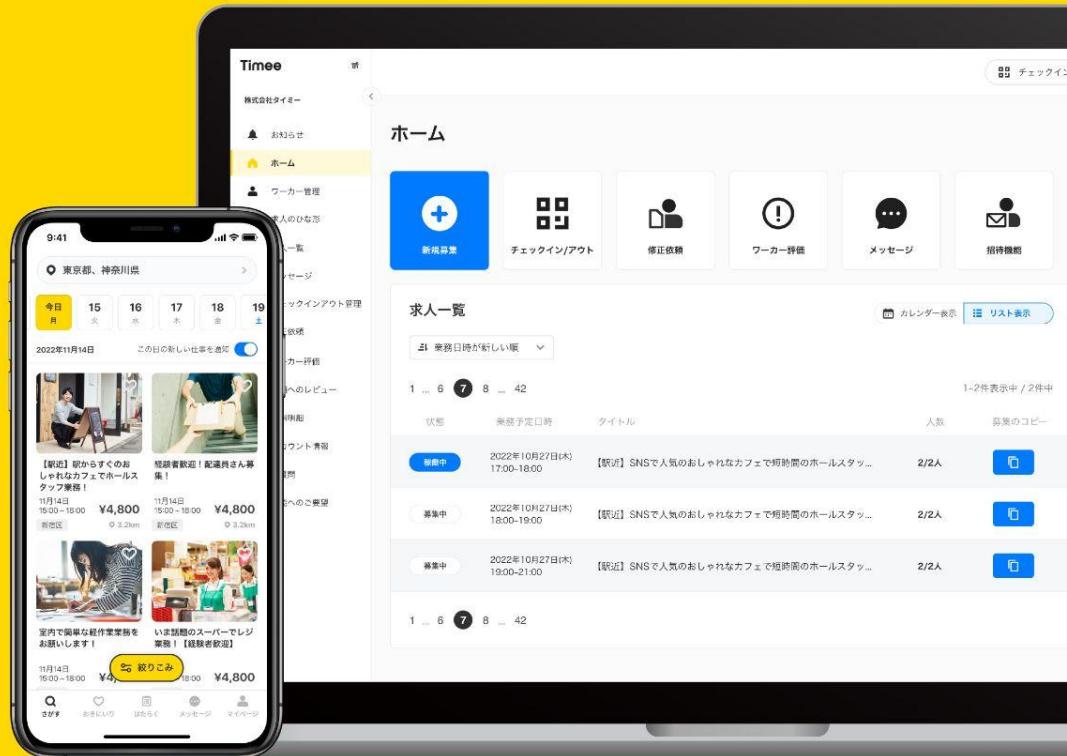 Timee
株式会社タイミー
お知らせ
ホーム
ワーカー管理
求人のひな形
一覧
ッセージ
ェックインアウト管理
依頼
ーカー評価
へのレビュー
カウント情報
へのご要望
チェックイン
ホーム
新規募集
チェックイン/アウト
修正依頼
ワーカー評価
メッセージ
招待機能
求人一覧
カレンダー表示
リスト表示
業務日時が新しい順
1 … 6 7 8 … 42
1-2件表示中 / 2件中
状態 業務予定日時 タイトル 人数 募集のコピー
稼働中
2022年10月27日(木)
17:00-18:00
【駅近】SNSで人気のおしゃれなカフェで短時間のホールスタッ...
2/2人
募集中
2022年10月27日(木)
18:00-19:00
【駅近】SNSで人気のおしゃれなカフェで短時間のホールスタッ...
2/2人
募集中
2022年10月27日(木)
19:00-21:00
【駅近】SNSで人気のおしゃれなカフェで短時間のホールスタッ...
2/2人
1 … 6 7 8 … 42
9:41
東京都、神奈川県
今日 15 16 17 18 19
月 火 水 木 金 土
2022年11月14日
この日の新しい仕事を通知
【駅近】駅からすぐのお
しゃれなカフェでホールス
タッフ業務!
11月14日
15:00~18:00
¥4,800
新宿区
3.2km
経験者歓迎!配達員さん募
集!
11月14日
15:00~18:00
¥4,800
新宿区
3.2km
室内で簡単な軽作業業務を
お願いします!
11月14日
15:00~18:00
¥4,
いま話題のスーパーでレジ
業務!【経験者歓迎】
18:00
¥4,800
絞りこみ
さがす
おきにいり
はたらく
メッセージ
マイページ